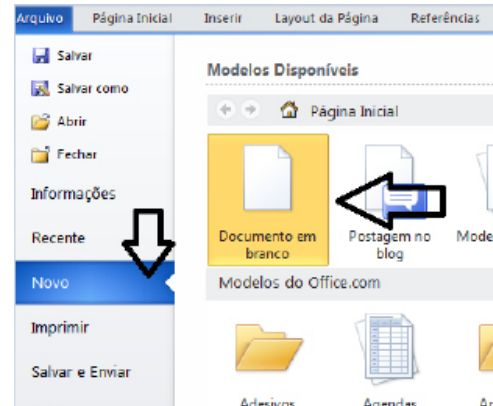 Arquivo Página Inicial Inserir Layout da Página Referências
Salvar
Salvar como
Abrir
Fechar
Informações
Recente
Novo
Imprimir
Salvar e Enviar
Modelos Disponíveis
Página Inicial
Documento em branco
Postagem no blog
Mode
Modelos do Office.com
Adesivos Agendas